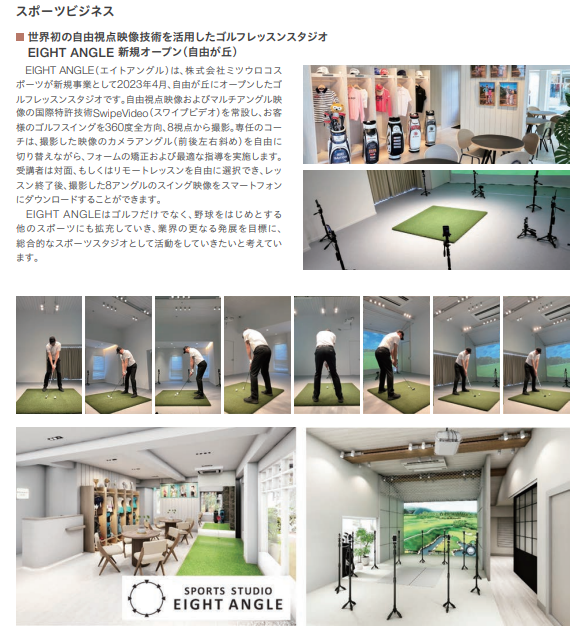 スポーツビジネス
世界初の自由視点映像技術を活用したゴルフレッスンスタジオ
EIGHT ANGLE 新規オープン（自由が丘）
EIGHT ANGLE（エイトアングル）は、株式会社ミツウロコス
ポーツが新規事業として2023年4月、自由が丘にオープンしたゴ
ルフレッスンスタジオです。自由視点映像およびマルチアングル映
像の国際特許技術SwipeVideo（スワイプビデオ）を常設し、お客
様のゴルフスイングを360度全方向、8視点から撮影。専任のコー
チは、撮影した映像のカメラアングル（前後左右斜め）を自由に
切り替えながら、フォームの矯正および最適な指導を実施します。
受講者は対面、もしくはリモートレッスンを自由に選択でき、レッ
スン終了後、撮影した8アングルのスイング映像をスマートフォン
にダウンロードすることができます。
EIGHT ANGLEはゴルフだけでなく、野球をはじめとする
他のスポーツにも拡充していき、業界の更なる発展を目標に、
総合的なスポーツスタジオとして活動をしていきたいと考えてい
ます。
SPORTS STUDIO
EIGHT ANGLE